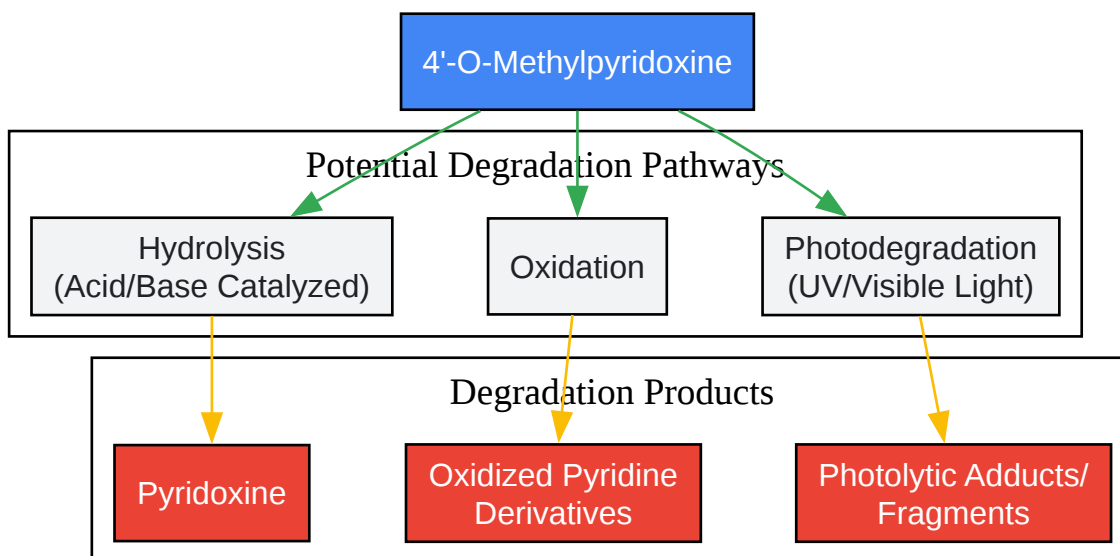 4'-O-Methylpyridoxine
Potential Degradation Pathways
Hydrolysis
(Acid/Base Catalyzed)
Oxidation
Photodegradation
(UV/Visible Light)
Degradation Products
Pyridoxine
Oxidized Pyridine
Derivatives
Photolytic Adducts/
Fragments